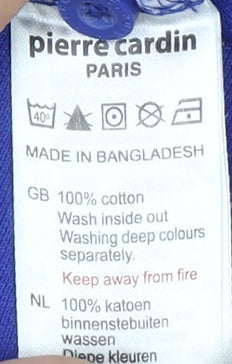 pierre cardin
PARIS
40°
MADE IN BANGLADESH
GB 100% cotton
Wash inside out
Washing deep colours
separately.
Keep away from fire
NL 100% katoen
binnenstebuiten
wassen
Diepe kleuren